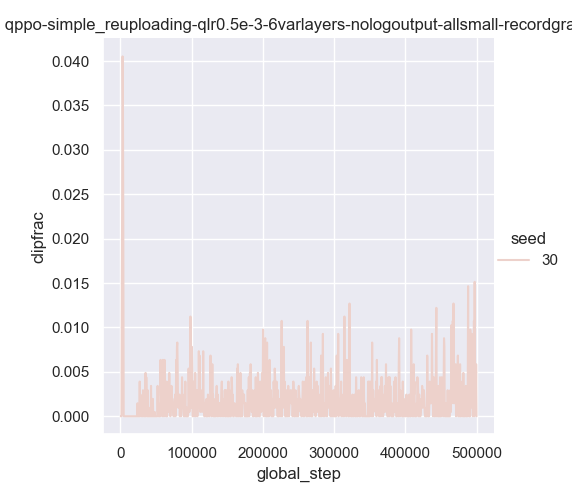 qppo-simple_reuploading-qlr0.5e-3-6varlayers-nologoutput-allsmall-recordgra
0.040
0.035
0.030
0.025
0.020
0.015
0.010
0.005
0.000
dipfrac
seed
30
0 100000 200000 300000 400000 500000
global_step